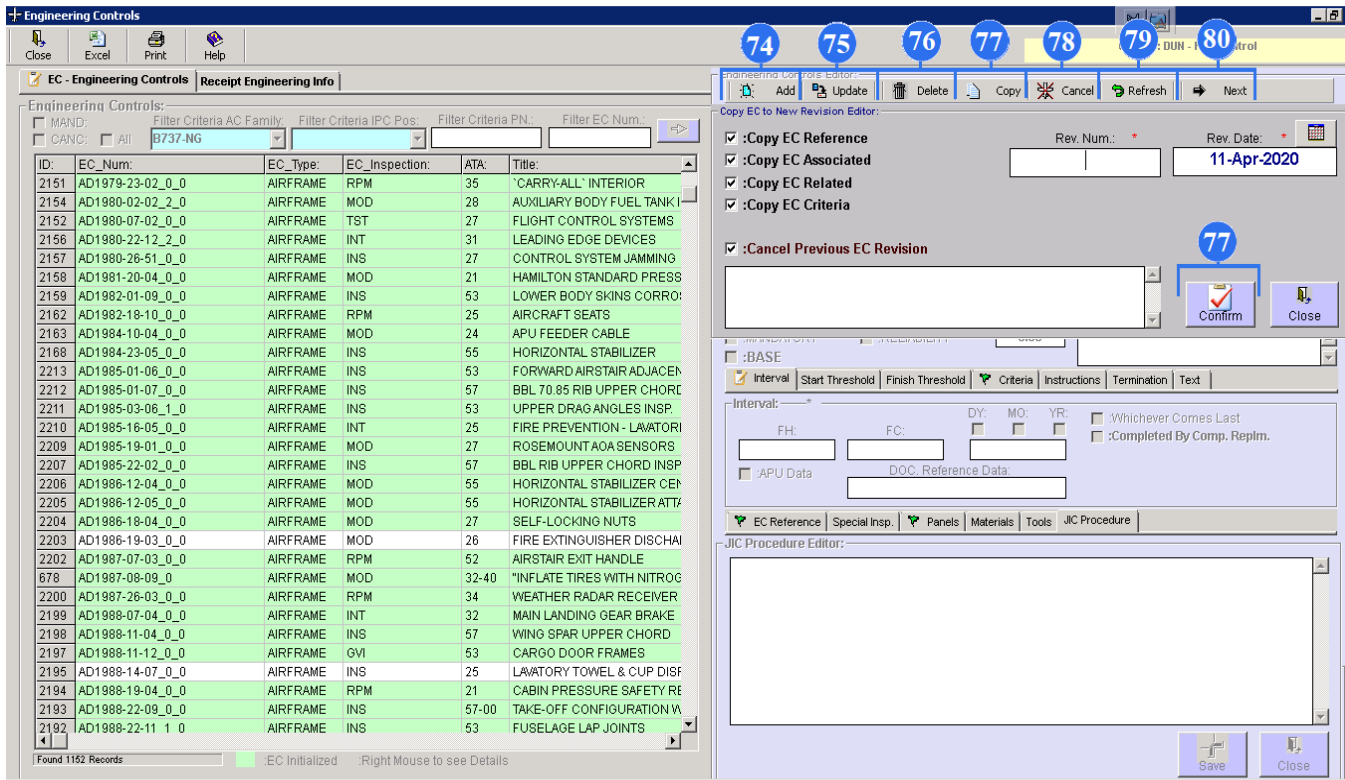 Engineering Controls
Close Excel Print Help
: DUN -
74 75 76 77 78 79 80
EC - Engineering Controls Receipt Engineering Info
Engineering Controls Editor:
Add Update Delete Copy Cancel Refresh Next
Engineering Controls:
MAND: Filter Criteria AC Family: Filter Criteria IPC Pos: Filter Criteria PN.: Filter EC Num.:
CANC: All B737-NG
Copy EC to New Revision Editor:
:Copy EC Reference Rev. Num.: * Rev. Date: *
:Copy EC Associated 11-Apr-2020
:Copy EC Related
:Copy EC Criteria
:Cancel Previous EC Revision
77
Confirm Close
ID: EC_Num: EC_Type: EC_Inspection: ATA: Title:
2151 AD1979-23-02_0_0 AIRFRAME RPM 35 `CARRY-ALL` INTERIOR
2154 AD1980-02-02_2_0 AIRFRAME MOD 28 AUXILIARY BODY FUEL TANK I
2152 AD1980-07-02_0_0 AIRFRAME TST 27 FLIGHT CONTROL SYSTEMS
2156 AD1980-22-12_2_0 AIRFRAME INT 31 LEADING EDGE DEVICES
2157 AD1980-26-51_0_0 AIRFRAME INS 27 CONTROL SYSTEM JAMMING
2158 AD1981-20-04_0_0 AIRFRAME MOD 21 HAMILTON STANDARD PRESS
2159 AD1982-01-09_0_0 AIRFRAME INS 53 LOWER BODY SKINS CORRO
2162 AD1982-18-10_0_0 AIRFRAME RPM 25 AIRCRAFT SEATS
2163 AD1984-10-04_0_0 AIRFRAME MOD 24 APU FEEDER CABLE
2168 AD1984-23-05_0_0 AIRFRAME INS 55 HORIZONTAL STABILIZER
2213 AD1985-01-06_0_0 AIRFRAME INS 53 FORWARD AIRSTAIR ADJACEN
2212 AD1985-01-07_0_0 AIRFRAME INS 57 BBL 70.85 RIB UPPER CHORD
2211 AD1985-03-06_1_0 AIRFRAME INS 53 UPPER DRAG ANGLES INSP.
2210 AD1985-16-05_0_0 AIRFRAME INT 25 FIRE PREVENTION - LAVATORI
2209 AD1985-19-01_0_0 AIRFRAME MOD 27 ROSEMOUNT AOA SENSORS
2207 AD1985-22-02_0_0 AIRFRAME INS 57 BBL RIB UPPER CHORD INSP
2206 AD1986-12-04_0_0 AIRFRAME MOD 55 HORIZONTAL STABILIZER CEN
2205 AD1986-12-05_0_0 AIRFRAME MOD 55 HORIZONTAL STABILIZER ATTA
2204 AD1986-18-04_0_0 AIRFRAME MOD 27 SELF-LOCKING NUTS
2203 AD1986-19-03_0_0 AIRFRAME MOD 26 FIRE EXTINGUISHER DISCHA
2202 AD1987-07-03_0_0 AIRFRAME RPM 52 AIRSTAIR EXIT HANDLE
678 AD1987-08-09_0 AIRFRAME MOD 32-40 "INFLATE TIRES WITH NITROG
2200 AD1987-26-03_0_0 AIRFRAME RPM 34 WEATHER RADAR RECEIVER
2199 AD1988-07-04_0_0 AIRFRAME INT 32 MAIN LANDING GEAR BRAKE
2198 AD1988-11-04_0_0 AIRFRAME INS 57 WING SPAR UPPER CHORD
2197 AD1988-11-12_0_0 AIRFRAME GVI 53 CARGO DOOR FRAMES
2195 AD1988-14-07_0_0 AIRFRAME INS 25 LAVATORY TOWEL & CUP DISP
2194 AD1988-19-04_0_0 AIRFRAME RPM 21 CABIN PRESSURE SAFETY RE
2193 AD1988-22-09_0_0 AIRFRAME INS 57-00 TAKE-OFF CONFIGURATION W
2192 AD1988-22-11_1_0 AIRFRAME INS 53 FUSELAGE LAP JOINTS
Found 1152 Records :EC Initialized :Right Mouse to see Details
:BASE
Interval Start Threshold Finish Threshold Criteria Instructions Termination Text
Interval: *
FH: FC: DY: MO: YR: :Whichever Comes Last
:Completed By Comp. Replm.
:APU Data DOC. Reference Data:
EC Reference Special Insp. Panels Materials Tools JIC Procedure
JIC Procedure Editor:
Save Close